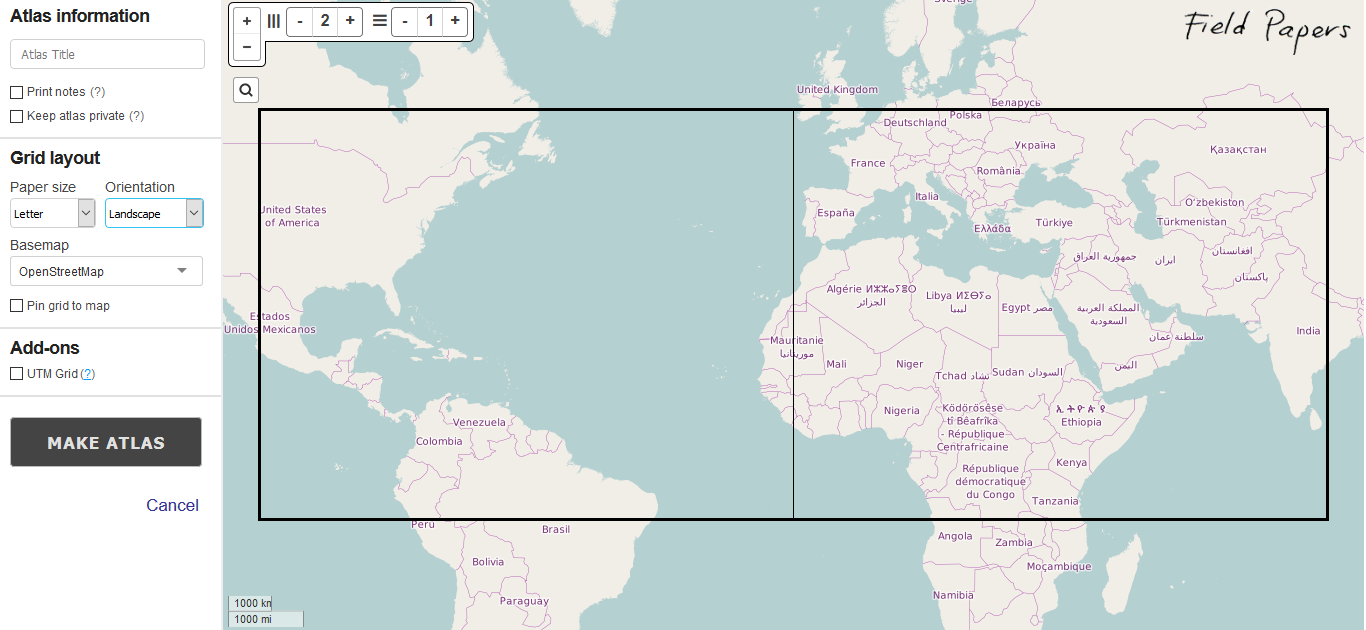 Atlas information
Atlas Title
Print notes (?)
Keep atlas private (?)
Grid layout
Paper size
Orientation
Letter
Landscape
Basemap
OpenStreetMap
Pin grid to map
Add-ons
UTM Grid (?)
MAKE ATLAS
Cancel
+ - 2 + - 1 +
−
Field Papers
Sverige
United Kingdom
Беларусь
Polska
Deutschland
Україна
France
România
Қазақстан
Italia
España
Ελλάδα
Türkiye
Oʻzbekiston
Türkmenistan
United States
of America
جمهورية العراق
ایران
افغانستان
پاکستان
Algérie ⵍⵣⵣⴰⵢⴻⵔ
الجزائر
Libya ⵍⵉⴱⵢⴰ
ليبيا
Egypt مصر
المملكة العربية
السعودية
سلطنة عمان
India
Estados
Unidos Mexicanos
Mauritanie
موريتانيا
Mali
Niger
Tchad تشاد
Sudan السودان
اليمن
Nigeria
Ködörösêse
tî Bêafrîka
- République
Centrafricaine
Ethiopia
Venezuela
Colombia
Kenya
République
démocratique
du Congo
Tanzania
Peru
Brasil
Angola
Zambia
Bolivia
Moçambique
Namibia
Paraguay
1000 km
1000 mi